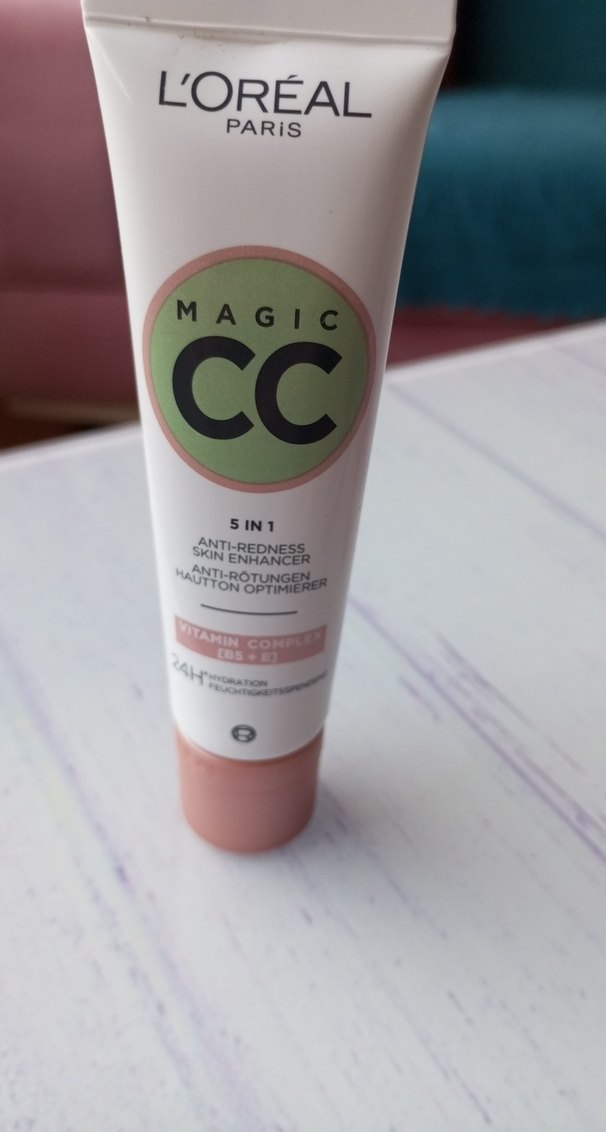 L'ORÉAL
PARiS
MAGIC
CC
5 IN 1
ANTI-REDNESS
SKIN ENHANCER
ANTI-RÖTUNGEN
HAUTTON OPTIMIERER
VITAMIN COMPLEX
[B5 + E]
24H* HYDRATION
FEUCHTIGKEITSSPENDEND